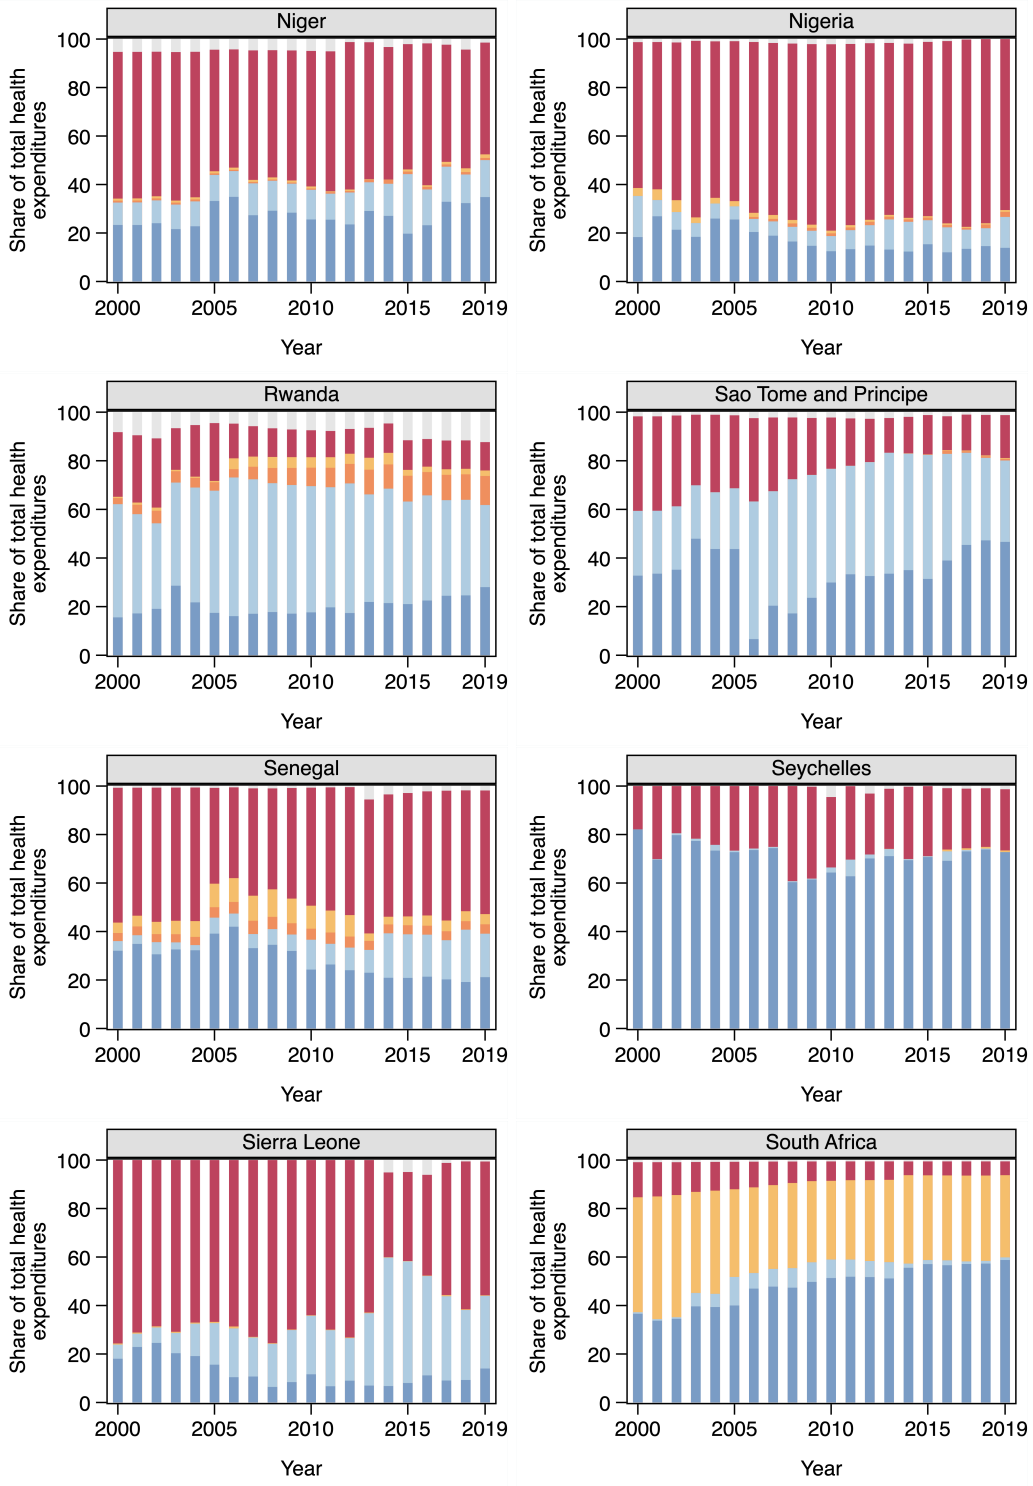 Niger
Share of total health
expenditures
100
80
60
40
20
0
2000 2005 2010 2015 2019
Year
Nigeria
Share of total health
expenditures
100
80
60
40
20
0
2000 2005 2010 2015 2019
Year
Rwanda
Share of total health
expenditures
100
80
60
40
20
0
2000 2005 2010 2015 2019
Year
Sao Tome and Principe
Share of total health
expenditures
100
80
60
40
20
0
2000 2005 2010 2015 2019
Year
Senegal
Share of total health
expenditures
100
80
60
40
20
0
2000 2005 2010 2015 2019
Year
Seychelles
Share of total health
expenditures
100
80
60
40
20
0
2000 2005 2010 2015 2019
Year
Sierra Leone
Share of total health
expenditures
100
80
60
40
20
0
2000 2005 2010 2015 2019
Year
South Africa
Share of total health
expenditures
100
80
60
40
20
0
2000 2005 2010 2015 2019
Year